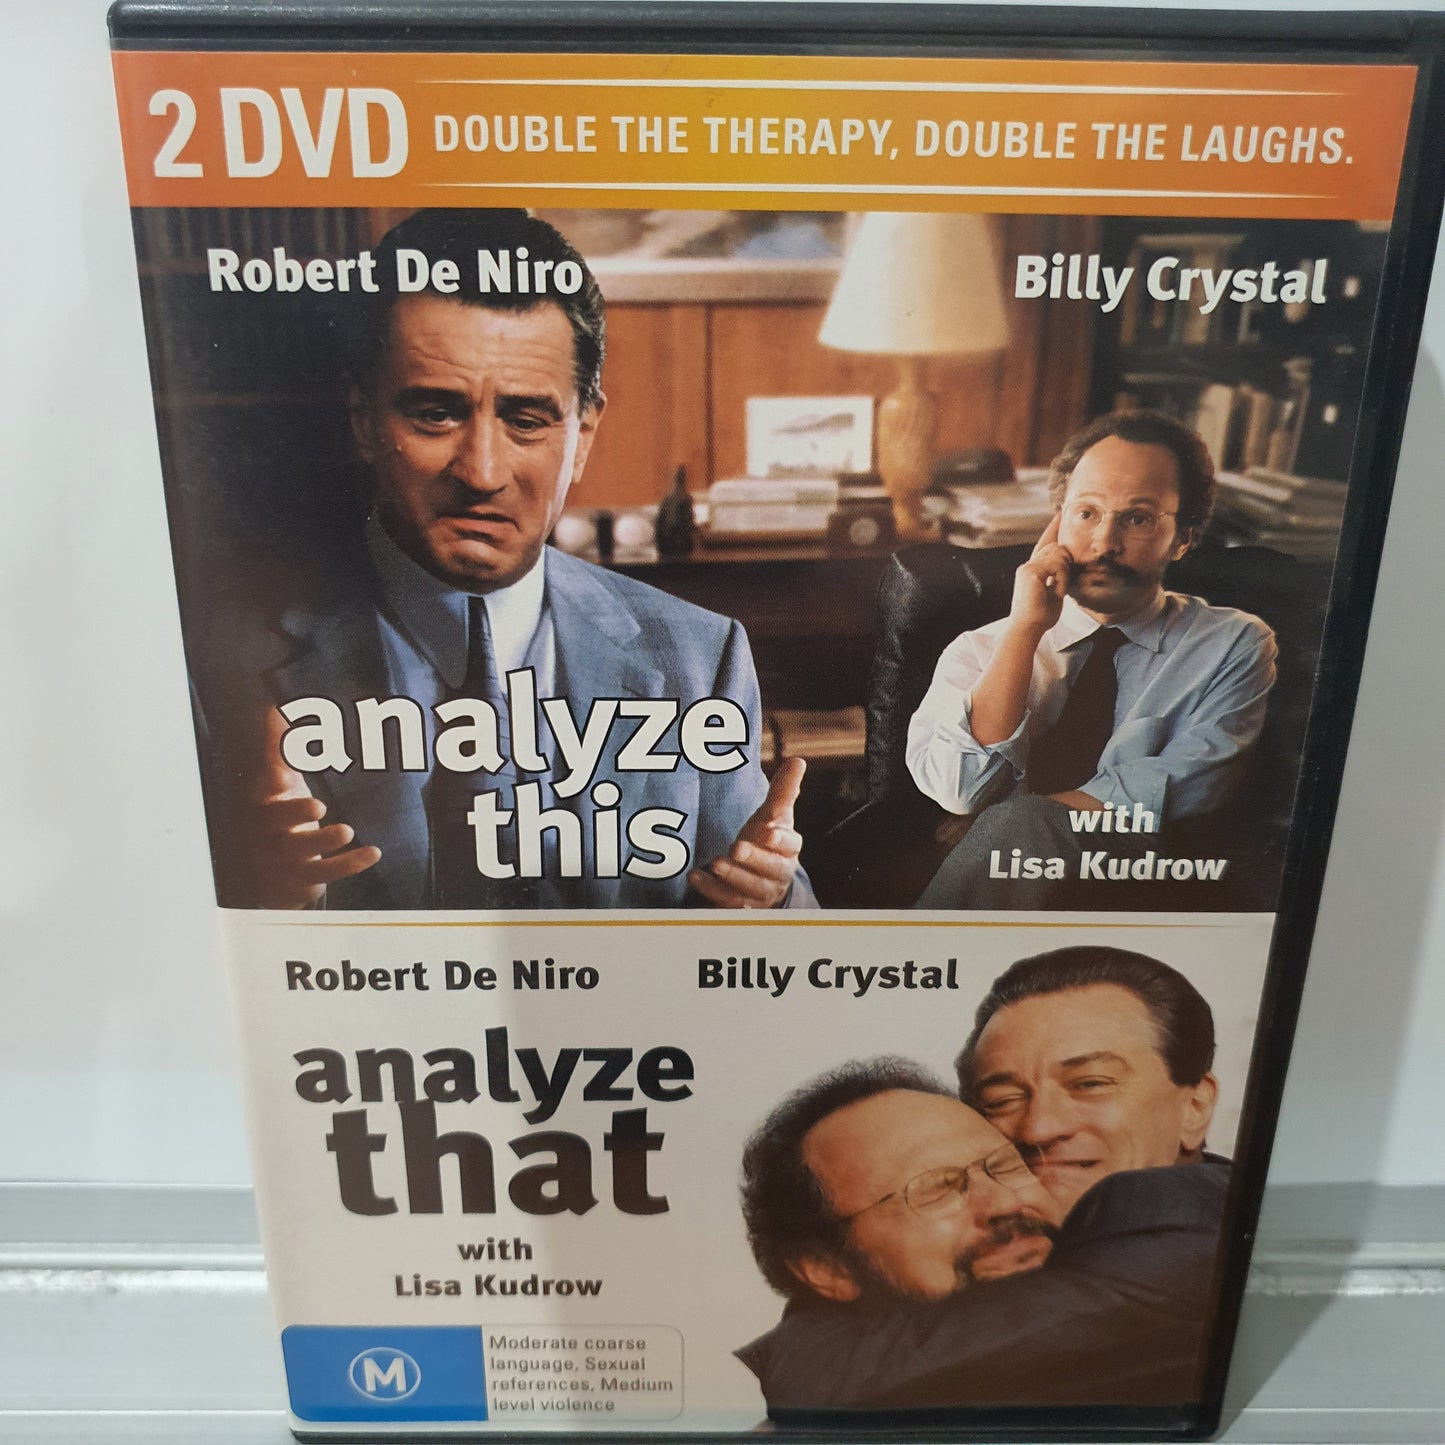 2 DVD DOUBLE THE THERAPY, DOUBLE THE LAUGHS.
Robert De Niro
Billy Crystal
analyze
this
with
Lisa Kudrow
Robert De Niro
Billy Crystal
analyze
that
with
Lisa Kudrow
M
Moderate coarse
language, Sexual
references, Medium
level violence